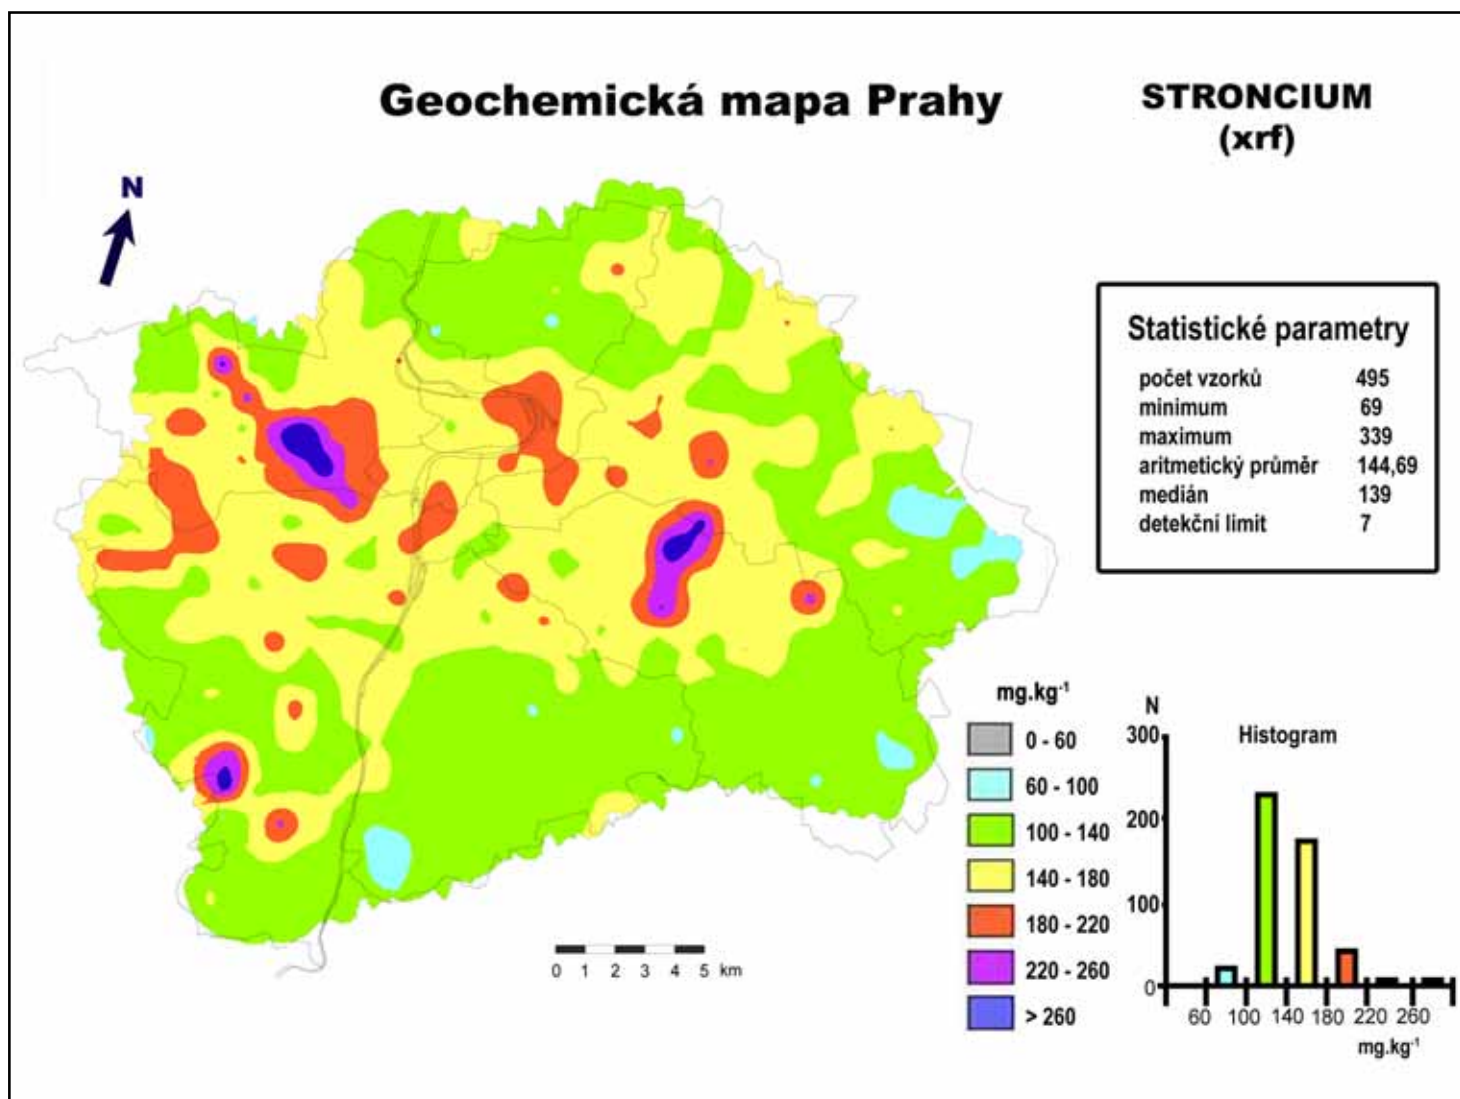 Geochemická mapa Prahy
STRONCIUM
(xrf)
N
Statistické parametry
počet vzorků 495
minimum 69
maximum 339
aritmetický průměr 144,69
medián 139
detekční limit 7
mg.kg-1
0 - 60
60 - 100
100 - 140
140 - 180
180 - 220
220 - 260
> 260
0 1 2 3 4 5 km
N
Histogram
300
200
100
0
60 100 140 180 220 260
mg.kg-1